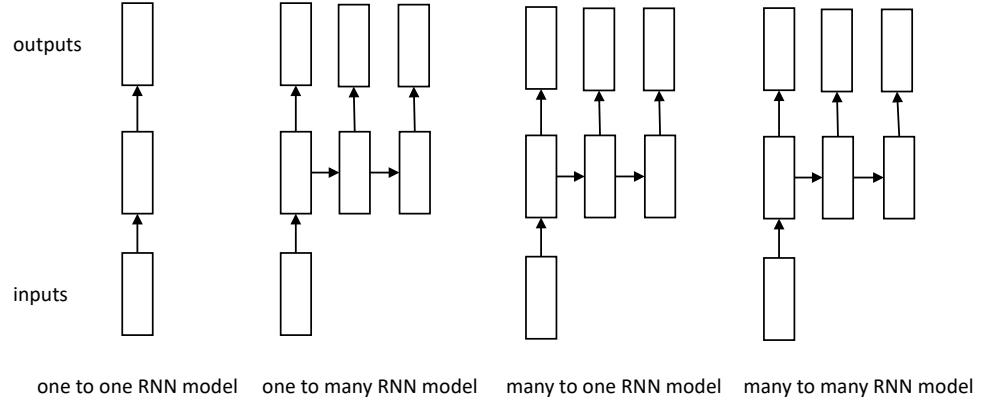 outputs
inputs
one to one RNN model
one to many RNN model
many to one RNN model
many to many RNN model